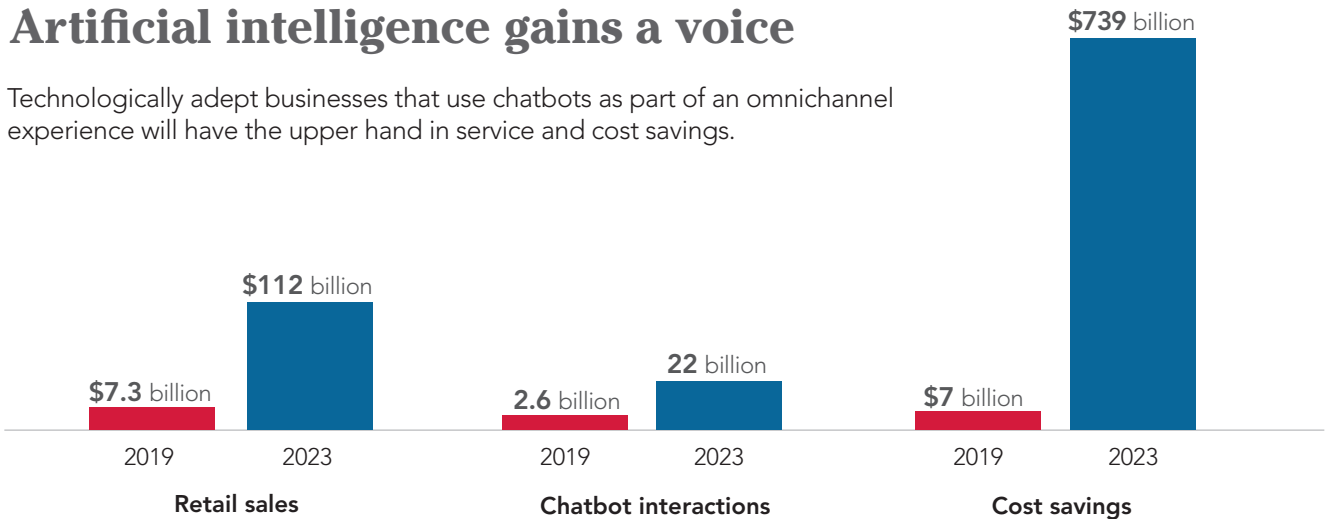 Artificial intelligence gains a voice
Technologically adept businesses that use chatbots as part of an omnichannel
experience will have the upper hand in service and cost savings.
$7.3 billion
$112 billion
2019
2023
Retail sales
2.6 billion
22 billion
2019
2023
Chatbot interactions
$7 billion
$739 billion
2019
2023
Cost savings